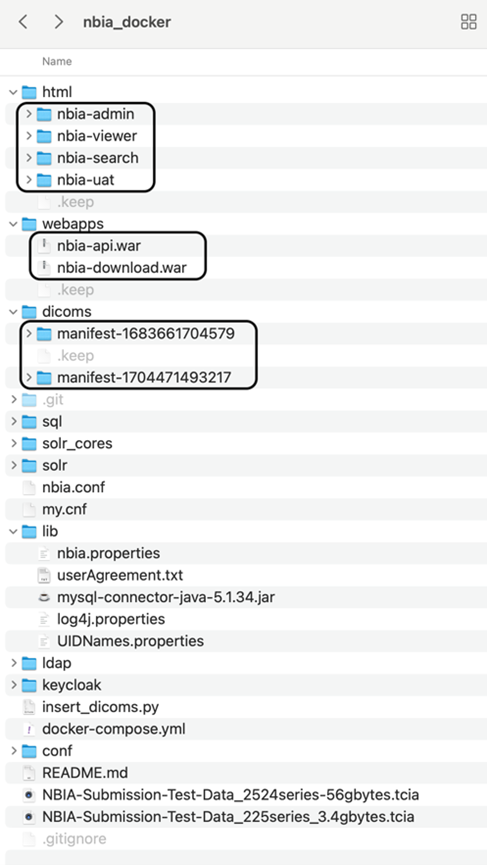 nbia_docker
Name
html
nbia-admin
nbia-viewer
nbia-search
nbia-uat
.keep
webapps
nbia-api.war
nbia-download.war
.keep
dicoms
manifest-1683661704579
.keep
manifest-1704471493217
.git
sql
solr_cores
solr
nbia.conf
my.cnf
lib
nbia.properties
userAgreement.txt
mysql-connector-java-5.1.34.jar
log4j.properties
UIDNames.properties
ldap
keycloak
insert_dicoms.py
docker-compose.yml
conf
README.md
NBIA-Submission-Test-Data_2524series-56gbytes.tcia
NBIA-Submission-Test-Data_225series_3.4gbytes.tcia
.gitignore